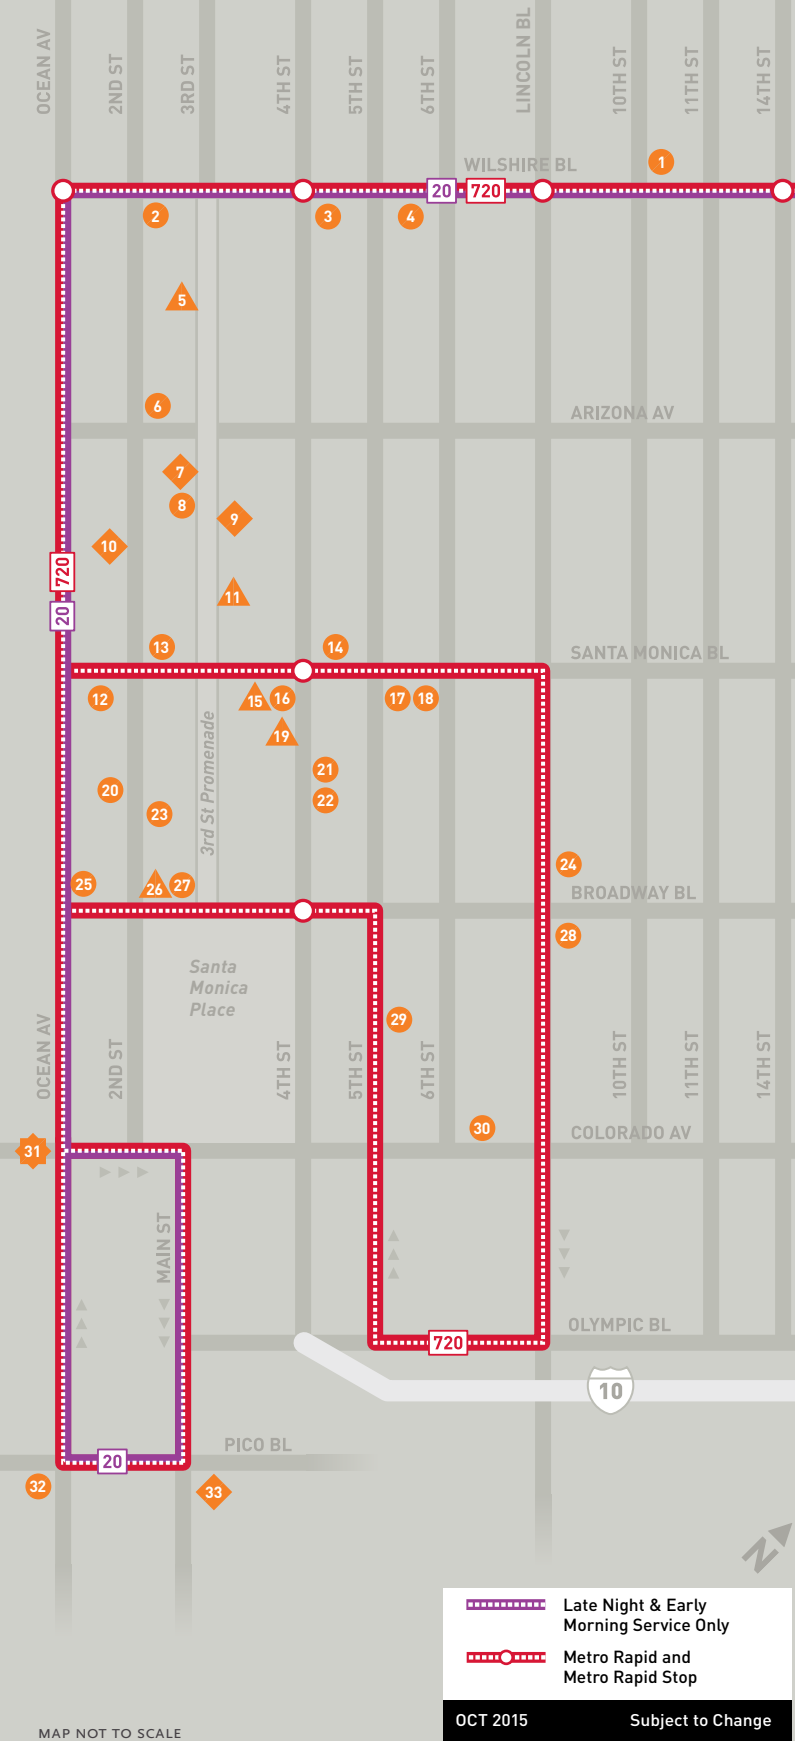 OCEAN AV
2ND ST
3RD ST
4TH ST
5TH ST
6TH ST
LINCOLN BL
10TH ST
11TH ST
14TH ST
WILSHIRE BL
1
20
720
2
3
4
5
6
ARIZONA AV
7
8
9
10
720
20
11
13
14
SANTA MONICA BL
12
15
16
17
18
19
3rd St Promenade
20
21
22
23
24
25
26
27
BROADWAY BL
28
Santa
Monica
Place
29
OCEAN AV
2ND ST
4TH ST
5TH ST
6TH ST
10TH ST
11TH ST
14TH ST
30
COLORADO AV
31
MAIN ST
OLYMPIC BL
720
10
PICO BL
20
32
33
N
Late Night & Early
Morning Service Only
Metro Rapid and
Metro Rapid Stop
OCT 2015
Subject to Change
MAP NOT TO SCALE